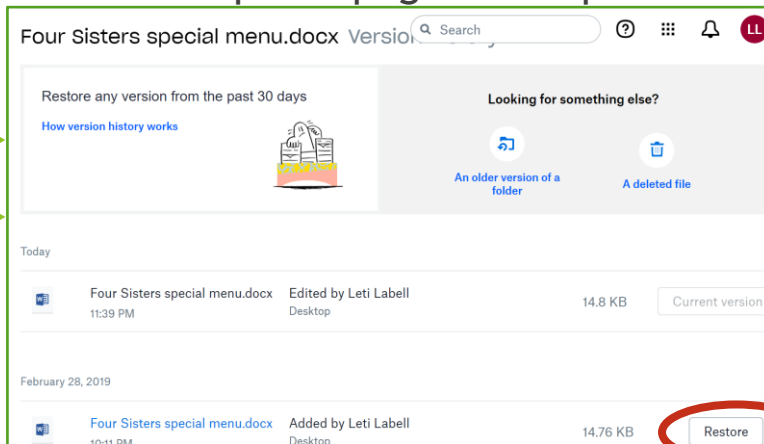 Four Sisters special menu.docx
Search
LL
Restore any version from the past 30 days
How version history works
Looking for something else?
An older version of a
folder
A deleted file
Today
Four Sisters special menu.docx Edited by Leti Labell 14.8 KB Current version
11:39 PM Desktop
February 28, 2019
Four Sisters special menu.docx Added by Leti Labell 14.76 KB Restore
10:11 PM Desktop